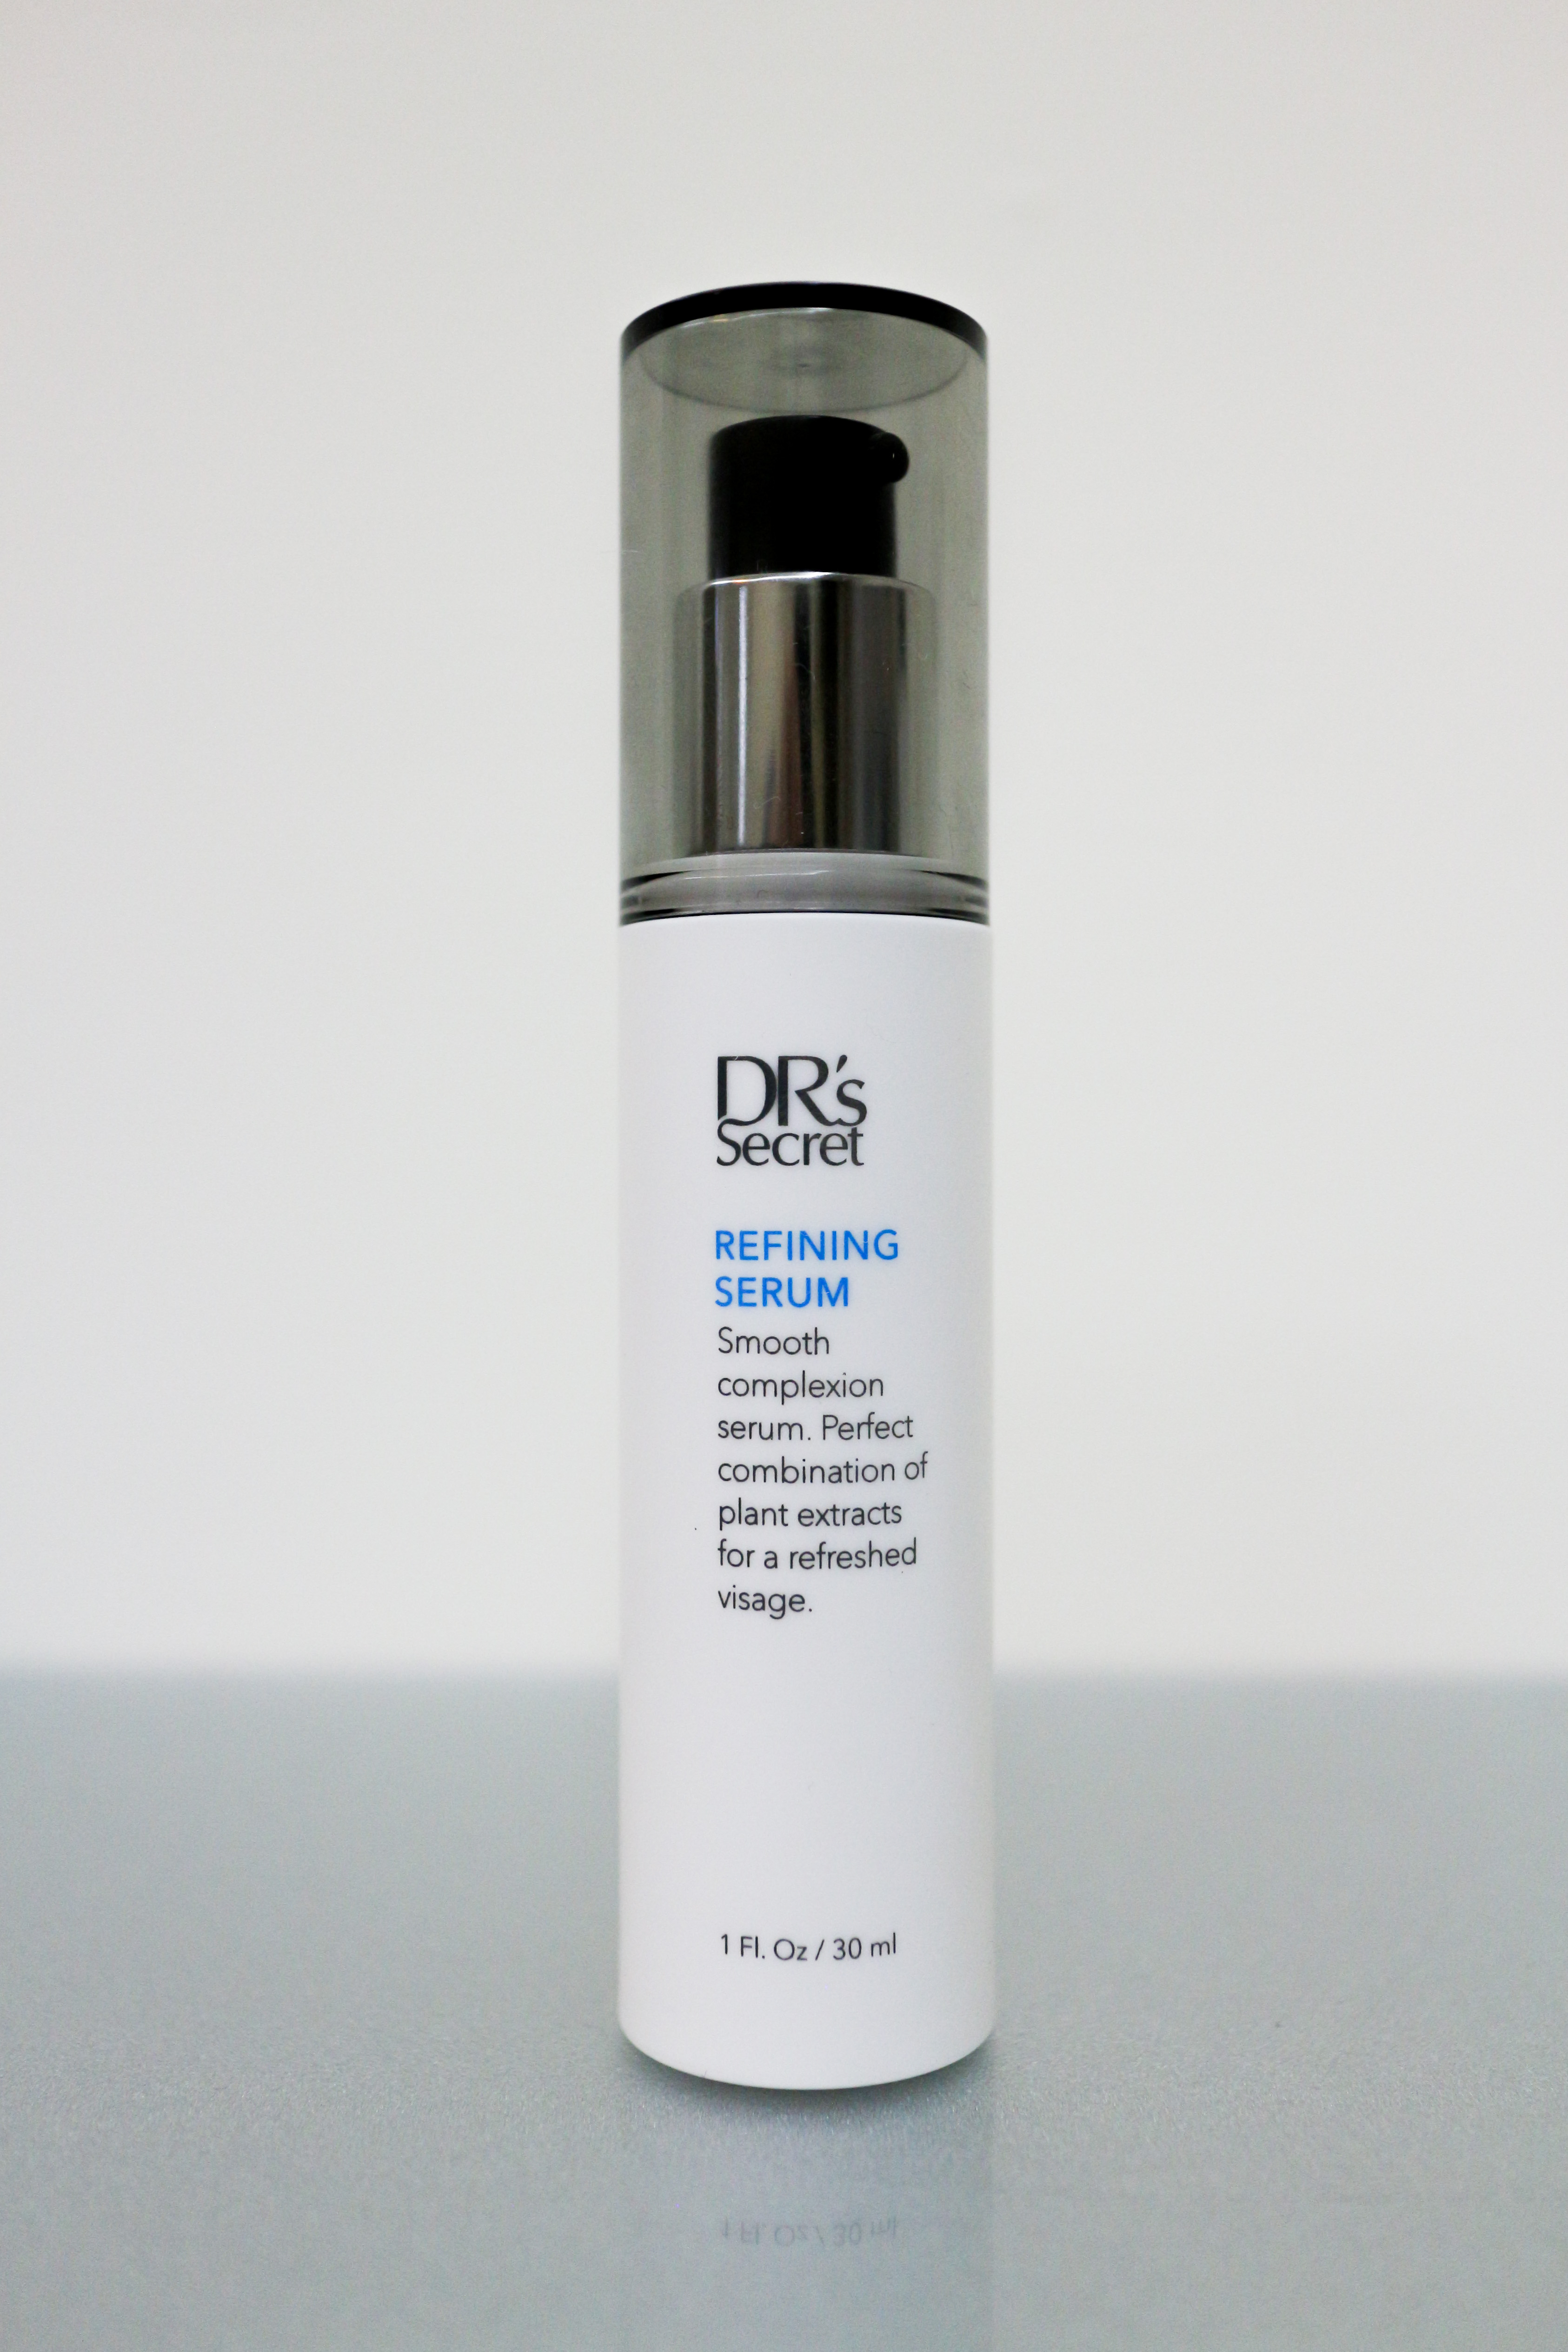 DR's
Secret
REFINING
SERUM
Smooth
complexion
serum. Perfect
combination of
plant extracts
for a refreshed
visage.
1 Fl. Oz / 30 ml